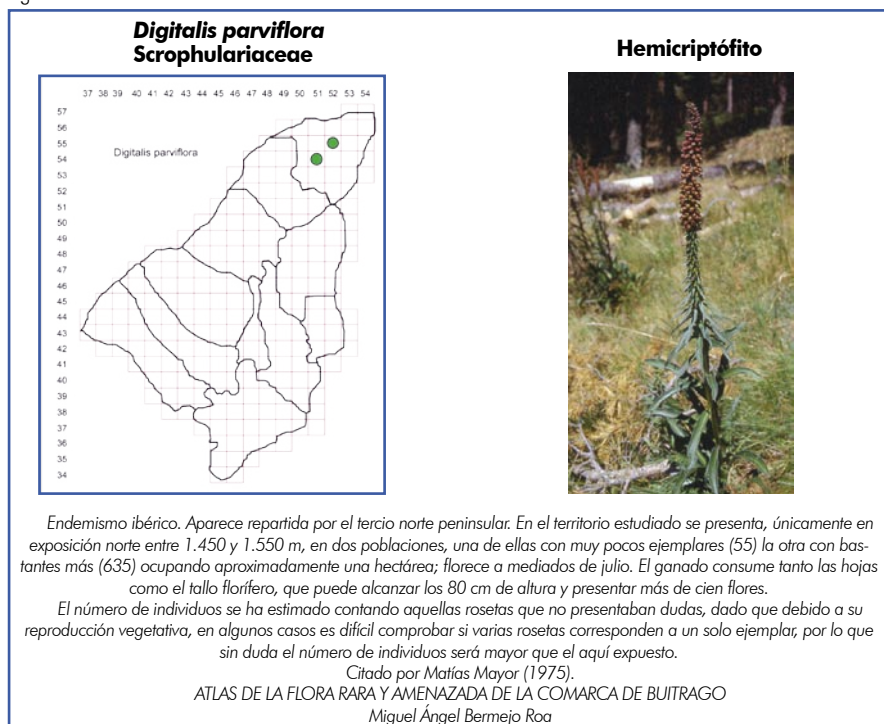 Digitalis parviflora
Scrophulariaceae
Hemicriptófito
37 38 39 40 41 42 43 44 45 46 47 48 49 50 51 52 53 54
57
56
55
54
53
52
51
50
49
48
47
46
45
44
43
42
41
40
39
38
37
36
35
34
Digitalis parviflora
Endemismo ibérico. Aparece repartida por el tercio norte peninsular. En el territorio estudiado se presenta, únicamente en
exposición norte entre 1.450 y 1.550 m, en dos poblaciones, una de ellas con muy pocos ejemplares (55) la otra con bas-
tantes más (635) ocupando aproximadamente una hectárea; florece a mediados de julio. El ganado consume tanto las hojas
como el tallo florífero, que puede alcanzar los 80 cm de altura y presentar más de cien flores.
El número de individuos se ha estimado contando aquellas rosetas que no presentaban dudas, dado que debido a su
reproducción vegetativa, en algunos casos es difícil comprobar si varias rosetas corresponden a un solo ejemplar, por lo que
sin duda el número de individuos será mayor que el aquí expuesto.
Citado por Matías Mayor (1975).
ATLAS DE LA FLORA RARA Y AMENAZADA DE LA COMARCA DE BUITRAGO
Miguel Ángel Bermejo Roa